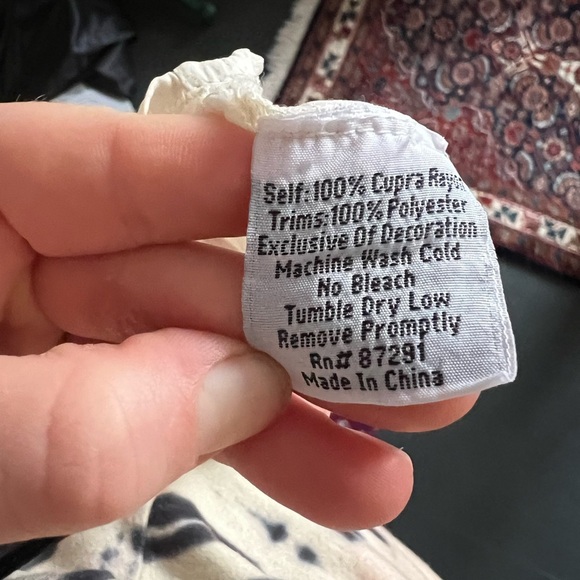 Self:100% Cupra Rayon
Trims:100% Polyester
Exclusive Of Decoration
Machine Wash Cold
No Bleach
Tumble Dry Low
Remove Promptly
Rn# 87291
Made In China